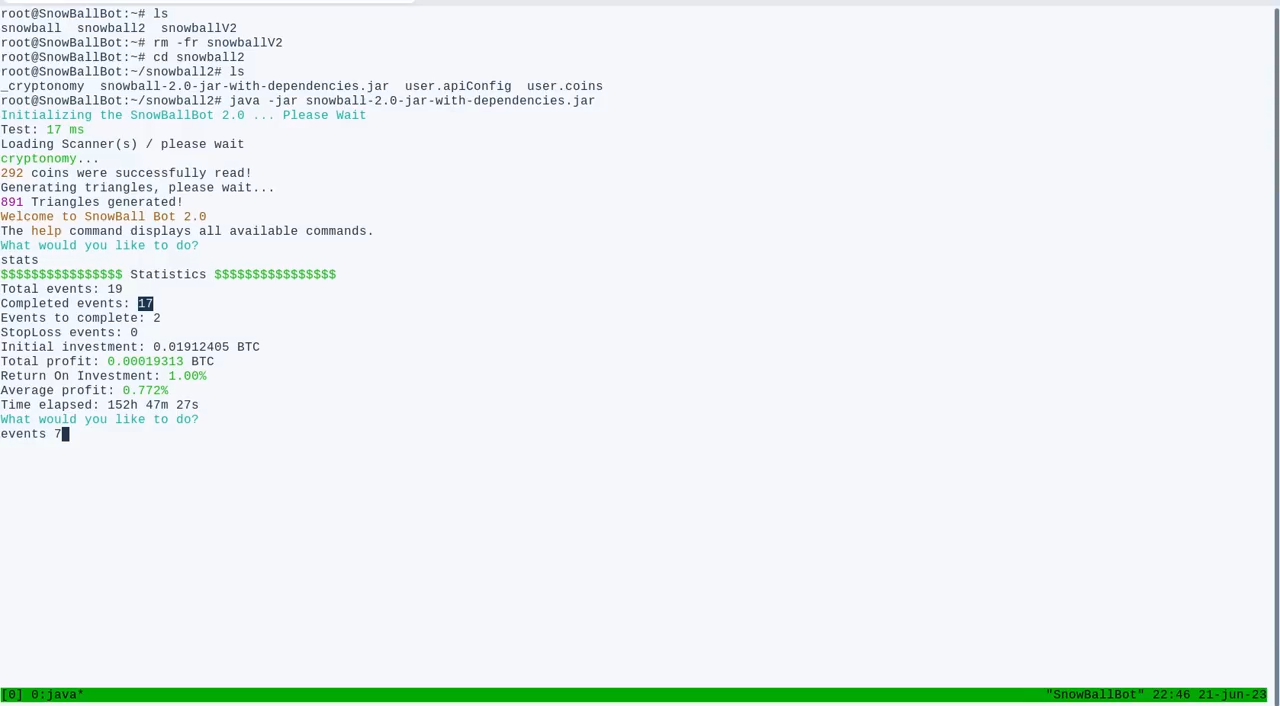 root@SnowBallBot:~# ls
snowball  snowball2  snowballV2
root@SnowBallBot:~# rm -fr snowballV2
root@SnowBallBot:~# cd snowball2
root@SnowBallBot:~/snowball2# ls
_cryptonomy  snowball-2.0-jar-with-dependencies.jar  user.apiConfig  user.coins
root@SnowBallBot:~/snowball2# java -jar snowball-2.0-jar-with-dependencies.jar
Initializing the SnowBallBot 2.0 ... Please Wait
Test: 17 ms
Loading Scanner(s) / please wait
cryptonomy...
292 coins were successfully read!
Generating triangles, please wait...
891 Triangles generated!
Welcome to SnowBall Bot 2.0
The help command displays all available commands.
What would you like to do?
stats
$$$$$$$$$$$$$$$$ Statistics $$$$$$$$$$$$$$$$
Total events: 19
Completed events: 17
Events to complete: 2
StopLoss events: 0
Initial investment: 0.01912405 BTC
Total profit: 0.00019313 BTC
Return On Investment: 1.00%
Average profit: 0.772%
Time elapsed: 152h 47m 27s
What would you like to do?
events 7
[0] 0:java*
"SnowBallBot" 22:46 21-jun-23